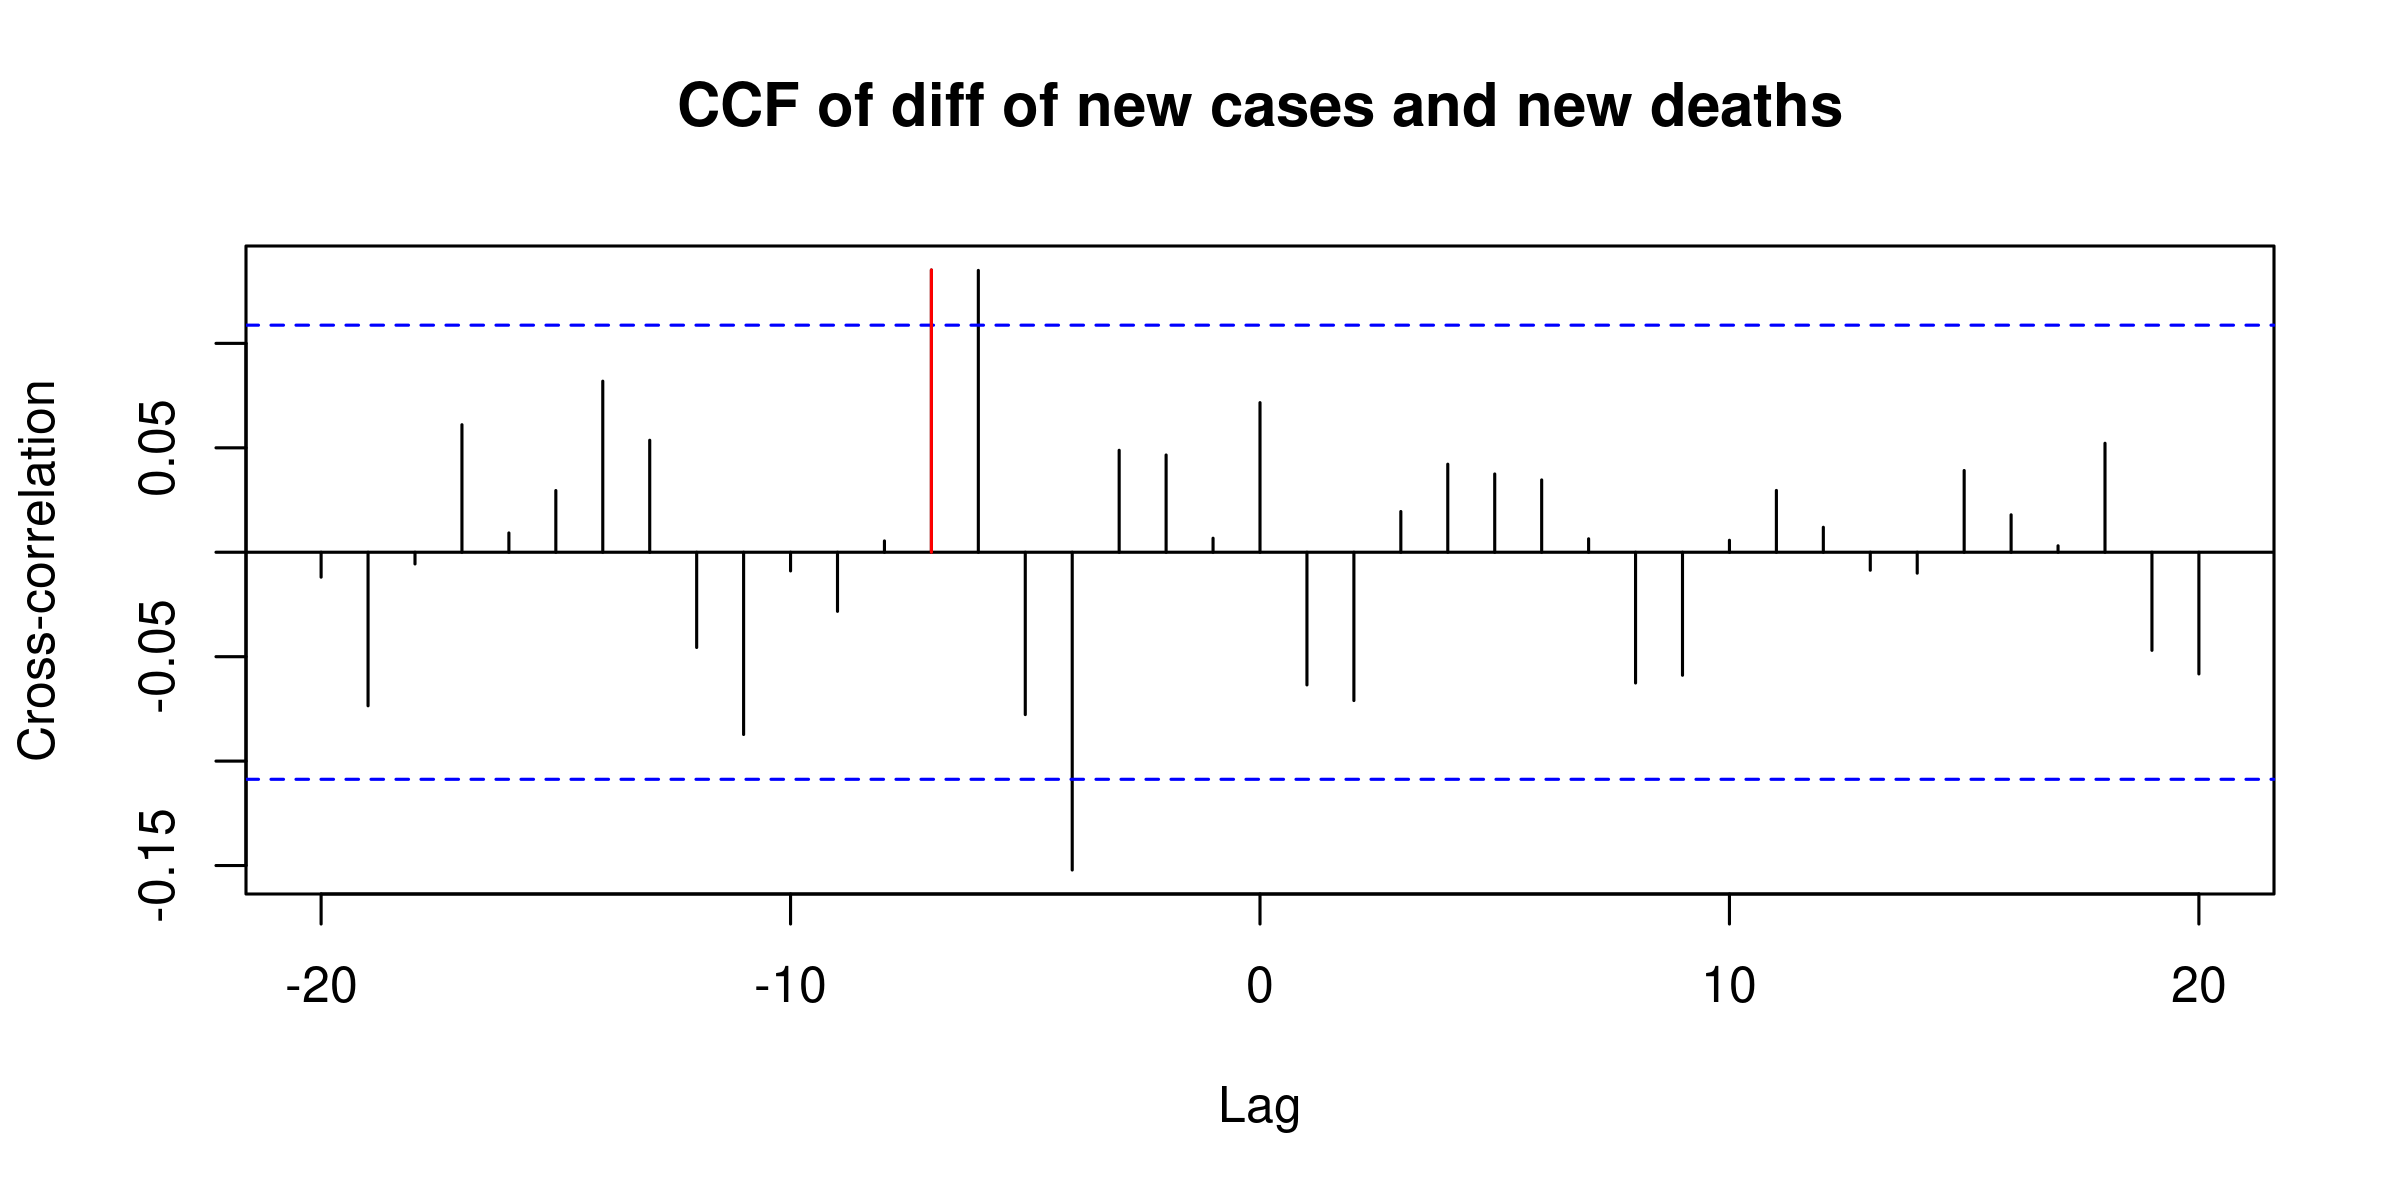 CCF of diff of new cases and new deaths
Cross-correlation
0.05
-0.05
-0.15
-20 -10 0 10 20
Lag